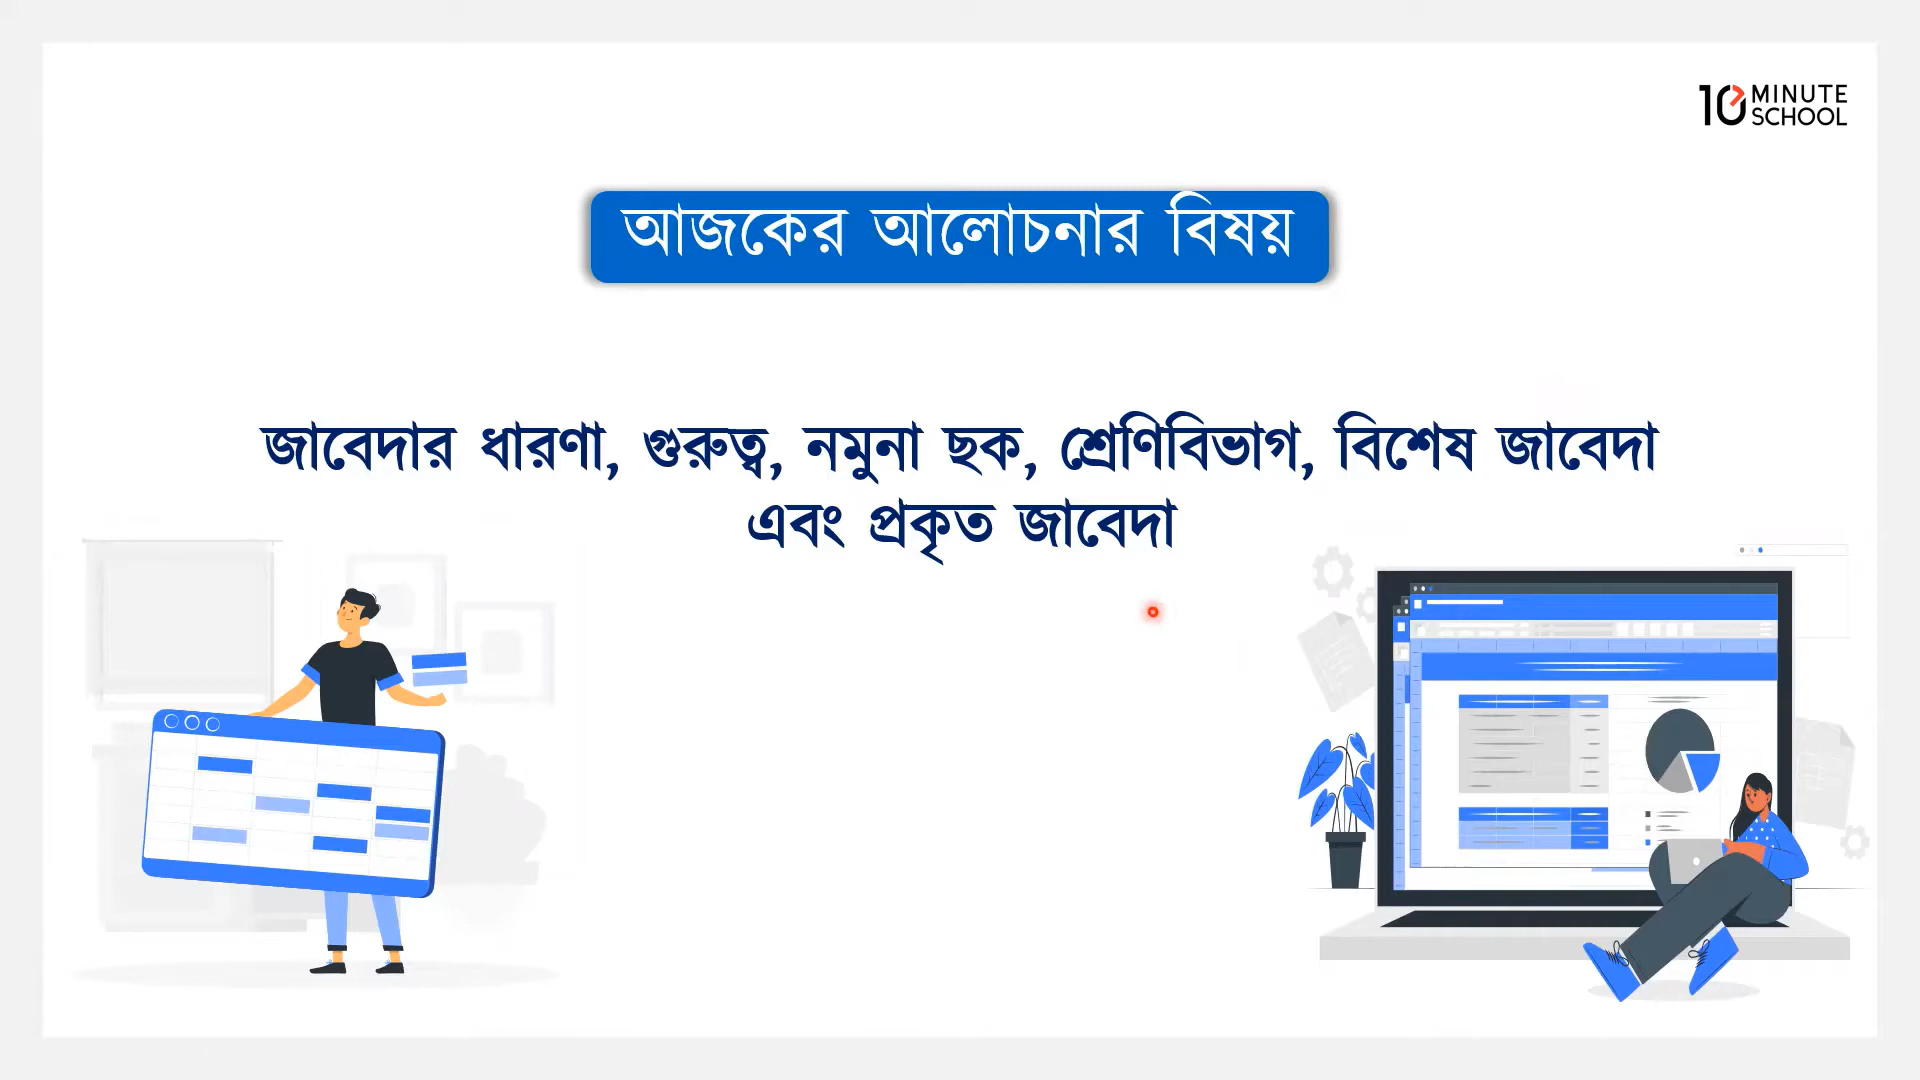 10 MINUTE
SCHOOL
আজকের আলোচনার বিষয়
জাবেদার ধারণা, গুরুত্ব, নমুনা ছক, শ্রেণিবিভাগ, বিশেষ জাবেদা
এবং প্রকৃত জাবেদা